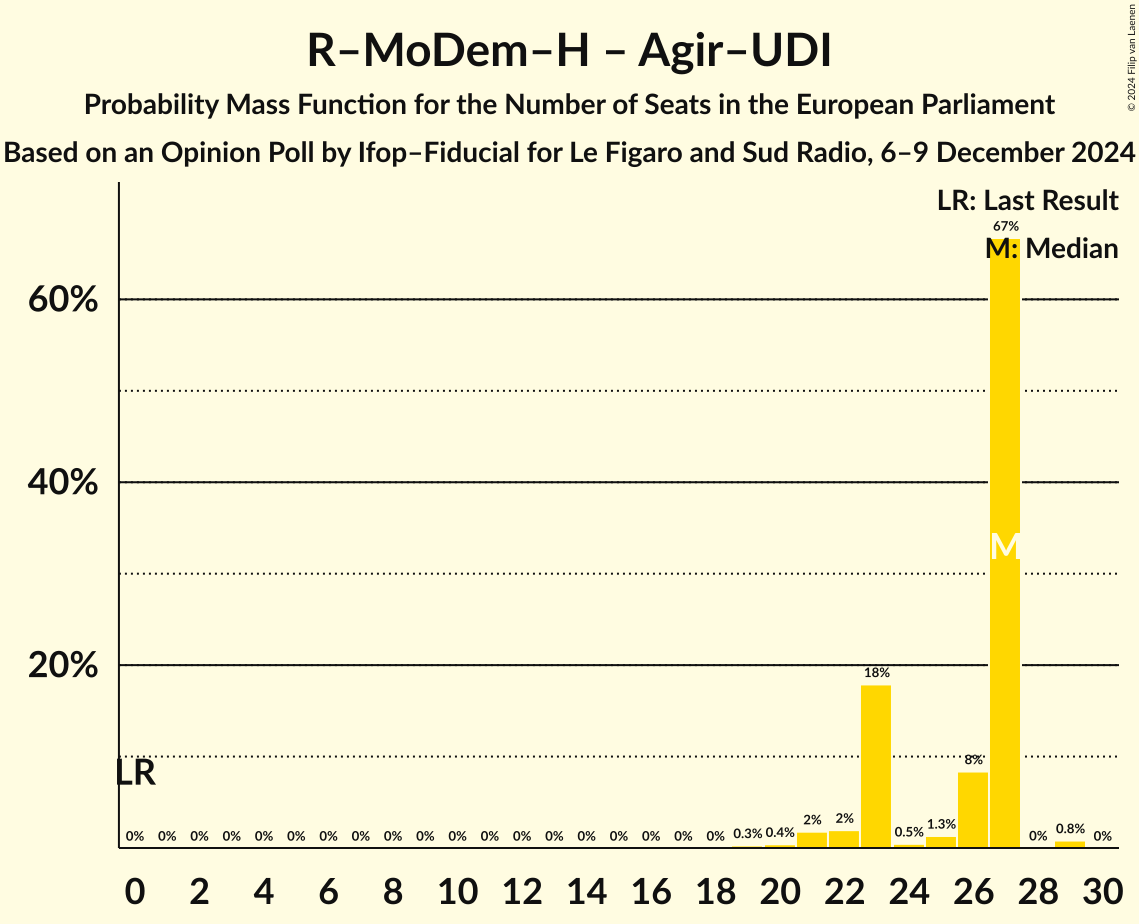 R–MoDem–H – Agir–UDI
Probability Mass Function for the Number of Seats in the European Parliament
Based on an Opinion Poll by Ifop–Fiducial for Le Figaro and Sud Radio, 6–9 December 2024
© 2024 Filip van Laenen
LR: Last Result
M: Median
60%
40%
20%
LR
M
0% 0% 0% 0% 0% 0% 0% 0% 0% 0% 0% 0% 0% 0% 0% 0% 0% 0% 0% 0.3% 0.4% 2% 2% 18% 0.5% 1.3% 8% 67% 0% 0.8% 0%
0 2 4 6 8 10 12 14 16 18 20 22 24 26 28 30